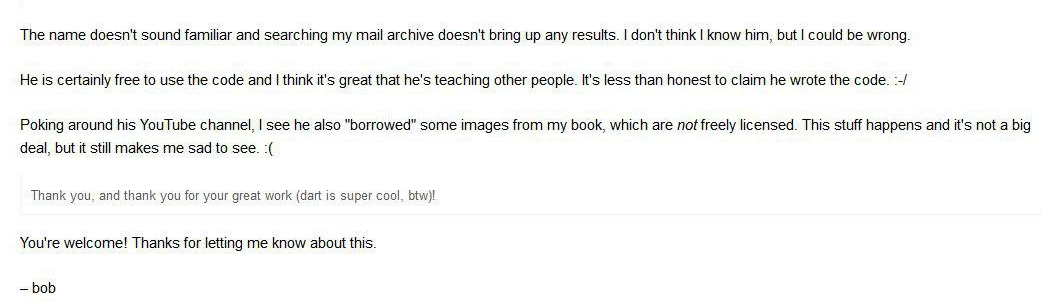 The name doesn't sound familiar and searching my mail archive doesn't bring up any results. I don't think I know him, but I could be wrong.
He is certainly free to use the code and I think it's great that he's teaching other people. It's less than honest to claim he wrote the code. :-/
Poking around his YouTube channel, I see he also "borrowed" some images from my book, which are not freely licensed. This stuff happens and it's not a big
deal, but it still makes me sad to see. :(
Thank you, and thank you for your great work (dart is super cool, btw)!
You're welcome! Thanks for letting me know about this.
– bob